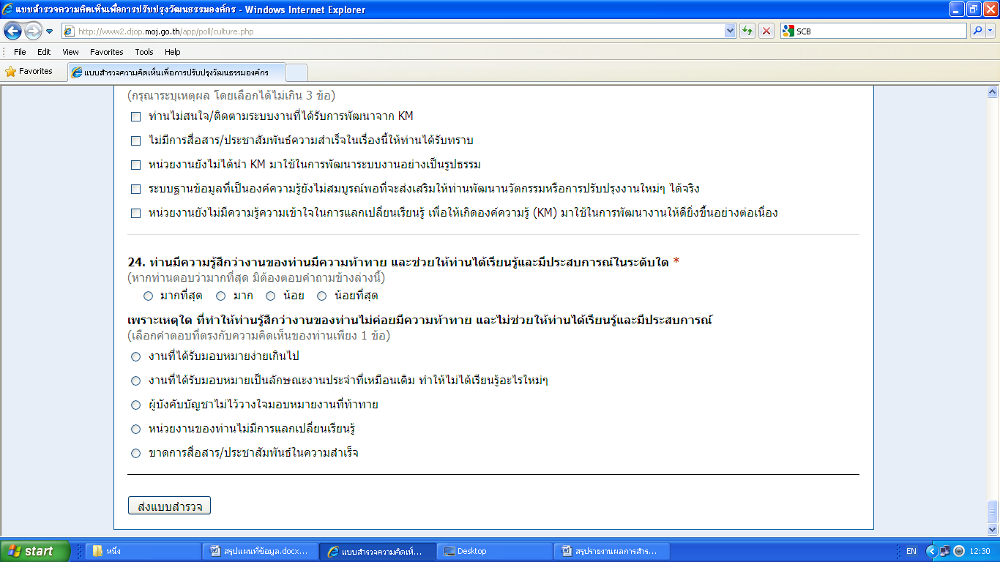 แบบสำรวจความคิดเห็นเพื่อการปรับปรุงวัฒนธรรมองค์กร - Windows Internet Explorer
http://www2.djop.moj.go.th/app/poll/culture.php
SCB
File Edit View Favorites Tools Help
Favorites
แบบสำรวจความคิดเห็นเพื่อการปรับปรุงวัฒนธรรมองค์กร
(กรุณาระบุเหตุผล โดยเลือกได้ไม่เกิน 3 ข้อ)
ท่านไม่สนใจ/ติดตามระบบงานที่ได้รับการพัฒนาจาก KM
ไม่มีการสื่อสาร/ประชาสัมพันธ์ความสำเร็จในเรื่องนี้ให้ท่านได้รับทราบ
หน่วยงานยังไม่ได้นำ KM มาใช้ในการพัฒนาระบบงานอย่างเป็นรูปธรรม
ระบบฐานข้อมูลที่เป็นองค์ความรู้ยังไม่สมบูรณ์พอที่จะส่งเสริมให้ท่านพัฒนานวัตกรรมหรือการปรับปรุงงานใหม่ๆ ได้จริง
หน่วยงานยังไม่มีความรู้ความเข้าใจในการแลกเปลี่ยนเรียนรู้ เพื่อให้เกิดองค์ความรู้ (KM) มาใช้ในการพัฒนางานให้ดียิ่งขึ้นอย่างต่อเนื่อง
24. ท่านมีความรู้สึกว่างานของท่านมีความท้าทาย และช่วยให้ท่านได้เรียนรู้และมีประสบการณ์ในระดับใด *
(หากท่านตอบว่ามากที่สุด มิต้องตอบคำถามข้างล่างนี้)
มากที่สุด มาก น้อย น้อยที่สุด
เพราะเหตุใด ที่ทำให้ท่านรู้สึกว่างานของท่านไม่ค่อยมีความท้าทาย และไม่ช่วยให้ท่านได้เรียนรู้และมีประสบการณ์
(เลือกคำตอบที่ตรงกับความคิดเห็นของท่านเพียง 1 ข้อ)
งานที่ได้รับมอบหมายง่ายเกินไป
งานที่ได้รับมอบหมายเป็นลักษณะงานประจำที่เหมือนเดิม ทำให้ไม่ได้เรียนรู้อะไรใหม่ๆ
ผู้บังคับบัญชาไม่ไว้วางใจมอบหมายงานที่ท้าทาย
หน่วยงานของท่านไม่มีการแลกเปลี่ยนเรียนรู้
ขาดการสื่อสาร/ประชาสัมพันธ์ในความสำเร็จ
ส่งแบบสำรวจ
start หนึ่ง สรุปแผนที่ข้อมูล.docx... แบบสำรวจความคิดเห็... Desktop สรุปรายงานผลการสำร... EN 12:30